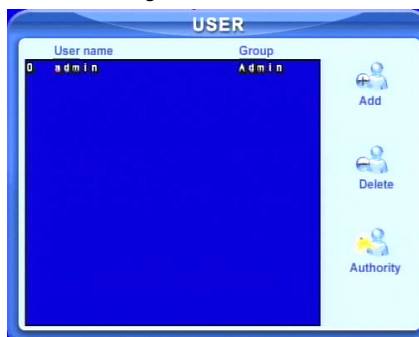 USER
User name Group
0 admin Admin
Add
Delete
Authority